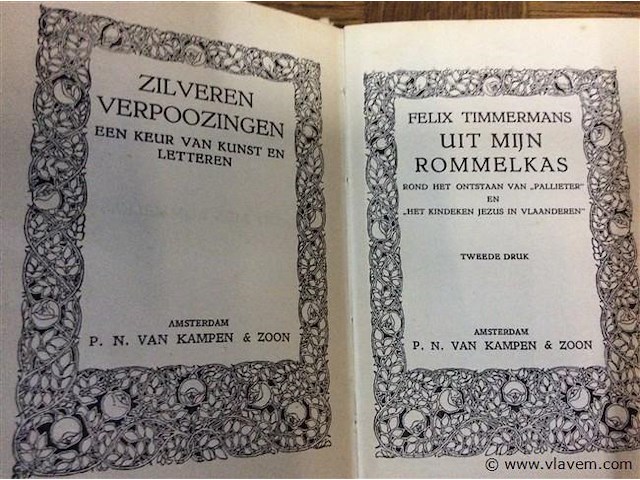 ZILVEREN
VERPOOZINGEN
EEN KEUR VAN KUNST EN
LETTEREN
AMSTERDAM
P. N. VAN KAMPEN & ZOON
FELIX TIMMERMANS
UIT MIJN
ROMMELKAS
ROND HET ONTSTAAN VAN „PALLIETER”
EN
„HET KINDEKEN JEZUS IN VLAANDEREN”
TWEEDE DRUK
AMSTERDAM
P. N. VAN KAMPEN & ZOON
© www.vlavem.com